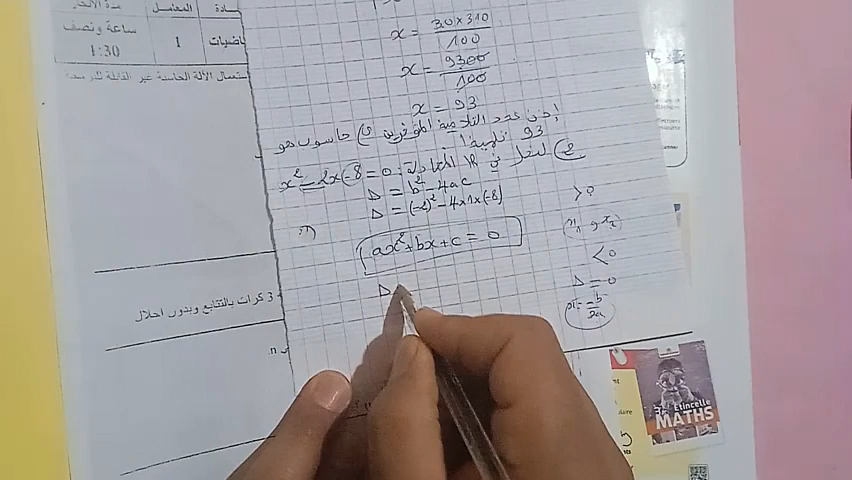 المعامل
ساعة ونصف
1
1:30
x = 30×310 / 100
x = 9300 / 100
x = 93
إذن عدد التلاميذ المتوفرين على حاسوب هو
93 تلميذا
2) لنحل في IR المعادلة: x² - 2x - 8 = 0
Δ = b² - 4ac
Δ = (-2)² - 4×1×(-8)
ax² + bx + c = 0
Δ
> 0
x₁ و x₂
< 0
Δ = 0
x = -b / 2a
3 كرات بالتتابع وبدون احلال
n.
Etincelle
MATHS